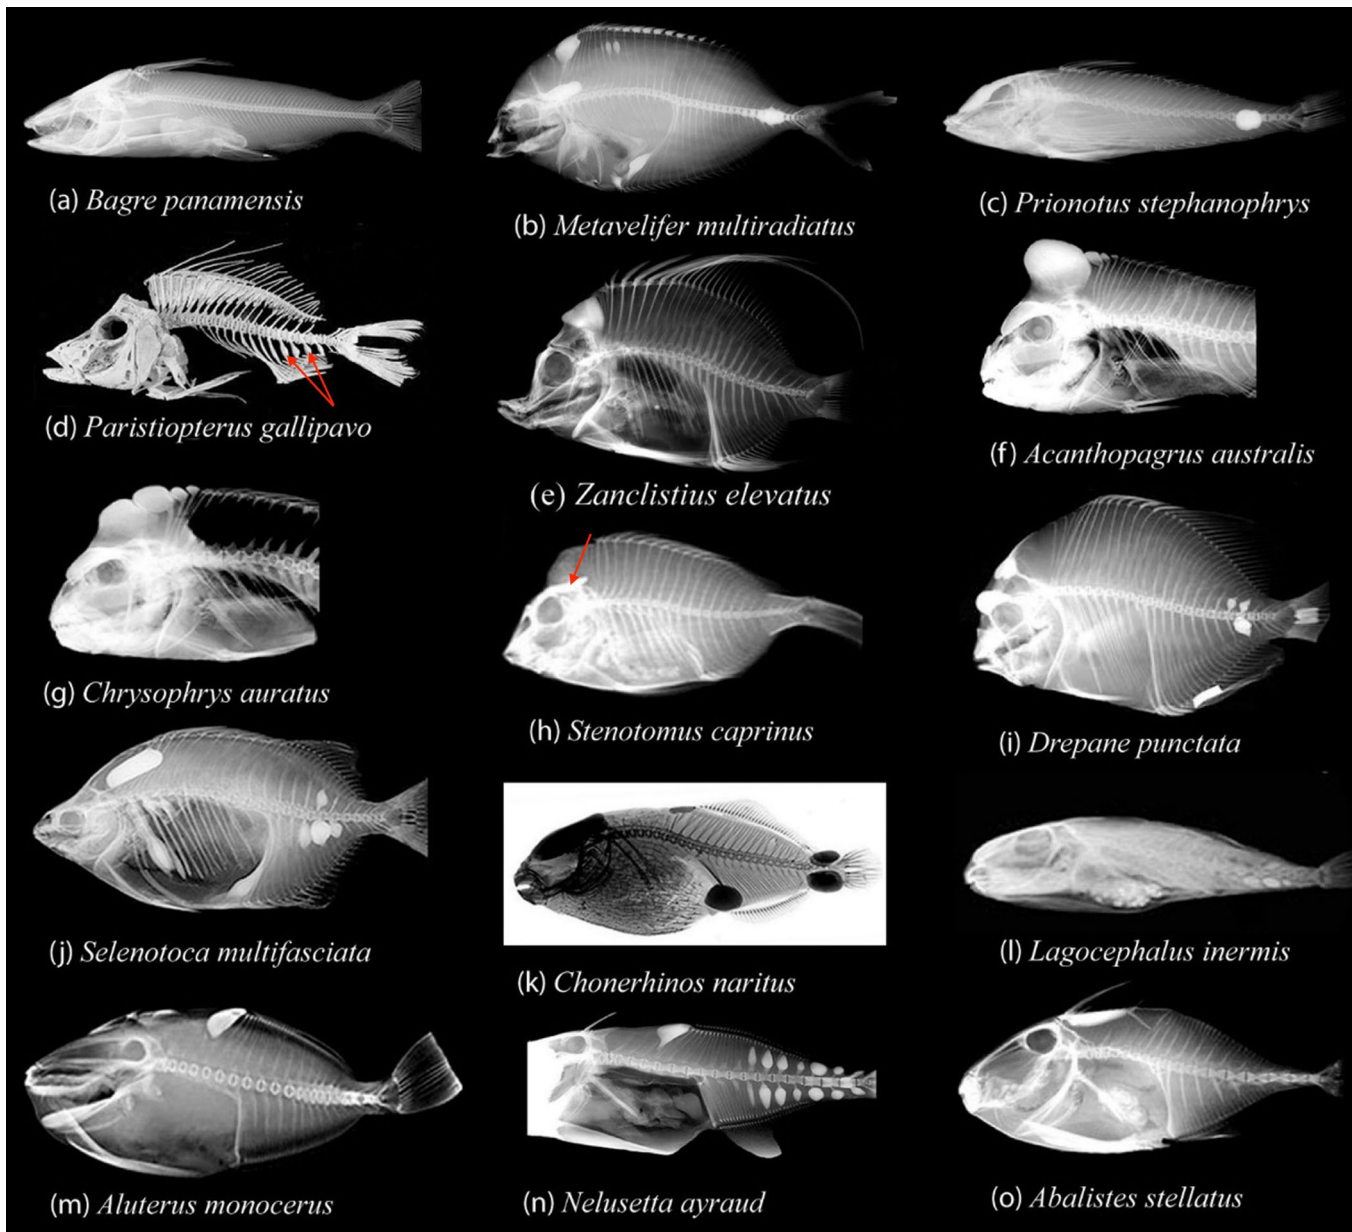 (a) Bagre panamensis
(b) Metavelifer multiradiatus
(c) Prionotus stephanophrys
(d) Paristiopterus gallipavo
(e) Zanclistius elevatus
(f) Acanthopagrus australis
(g) Chrysophrys auratus
(h) Stenotomus caprinus
(i) Drepane punctata
(j) Selenotoca multifasciata
(k) Chonerhinos naritus
(l) Lagocephalus inermis
(m) Aluterus monocerus
(n) Nelusetta ayraud
(o) Abalistes stellatus